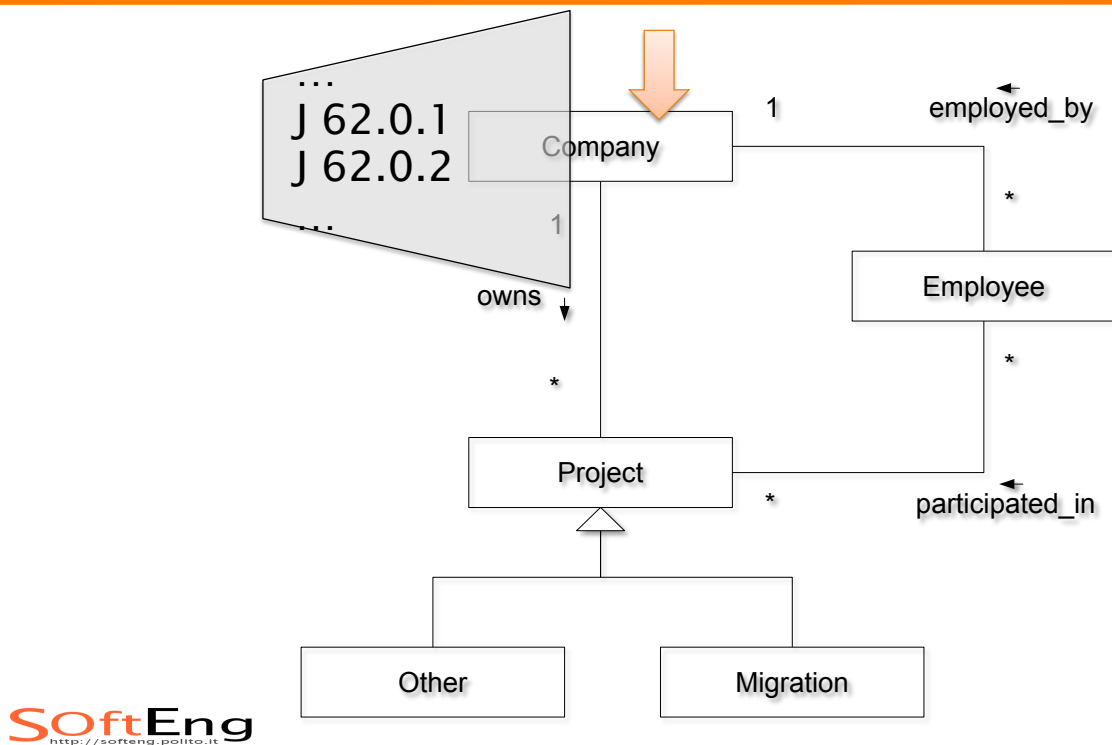 ...
J 62.0.1
J 62.0.2
...
Company
1
employed_by
1
*
owns
Employee
*
*
Project
*
participated_in
Other
Migration
SOftEng
http://softeng.polito.it